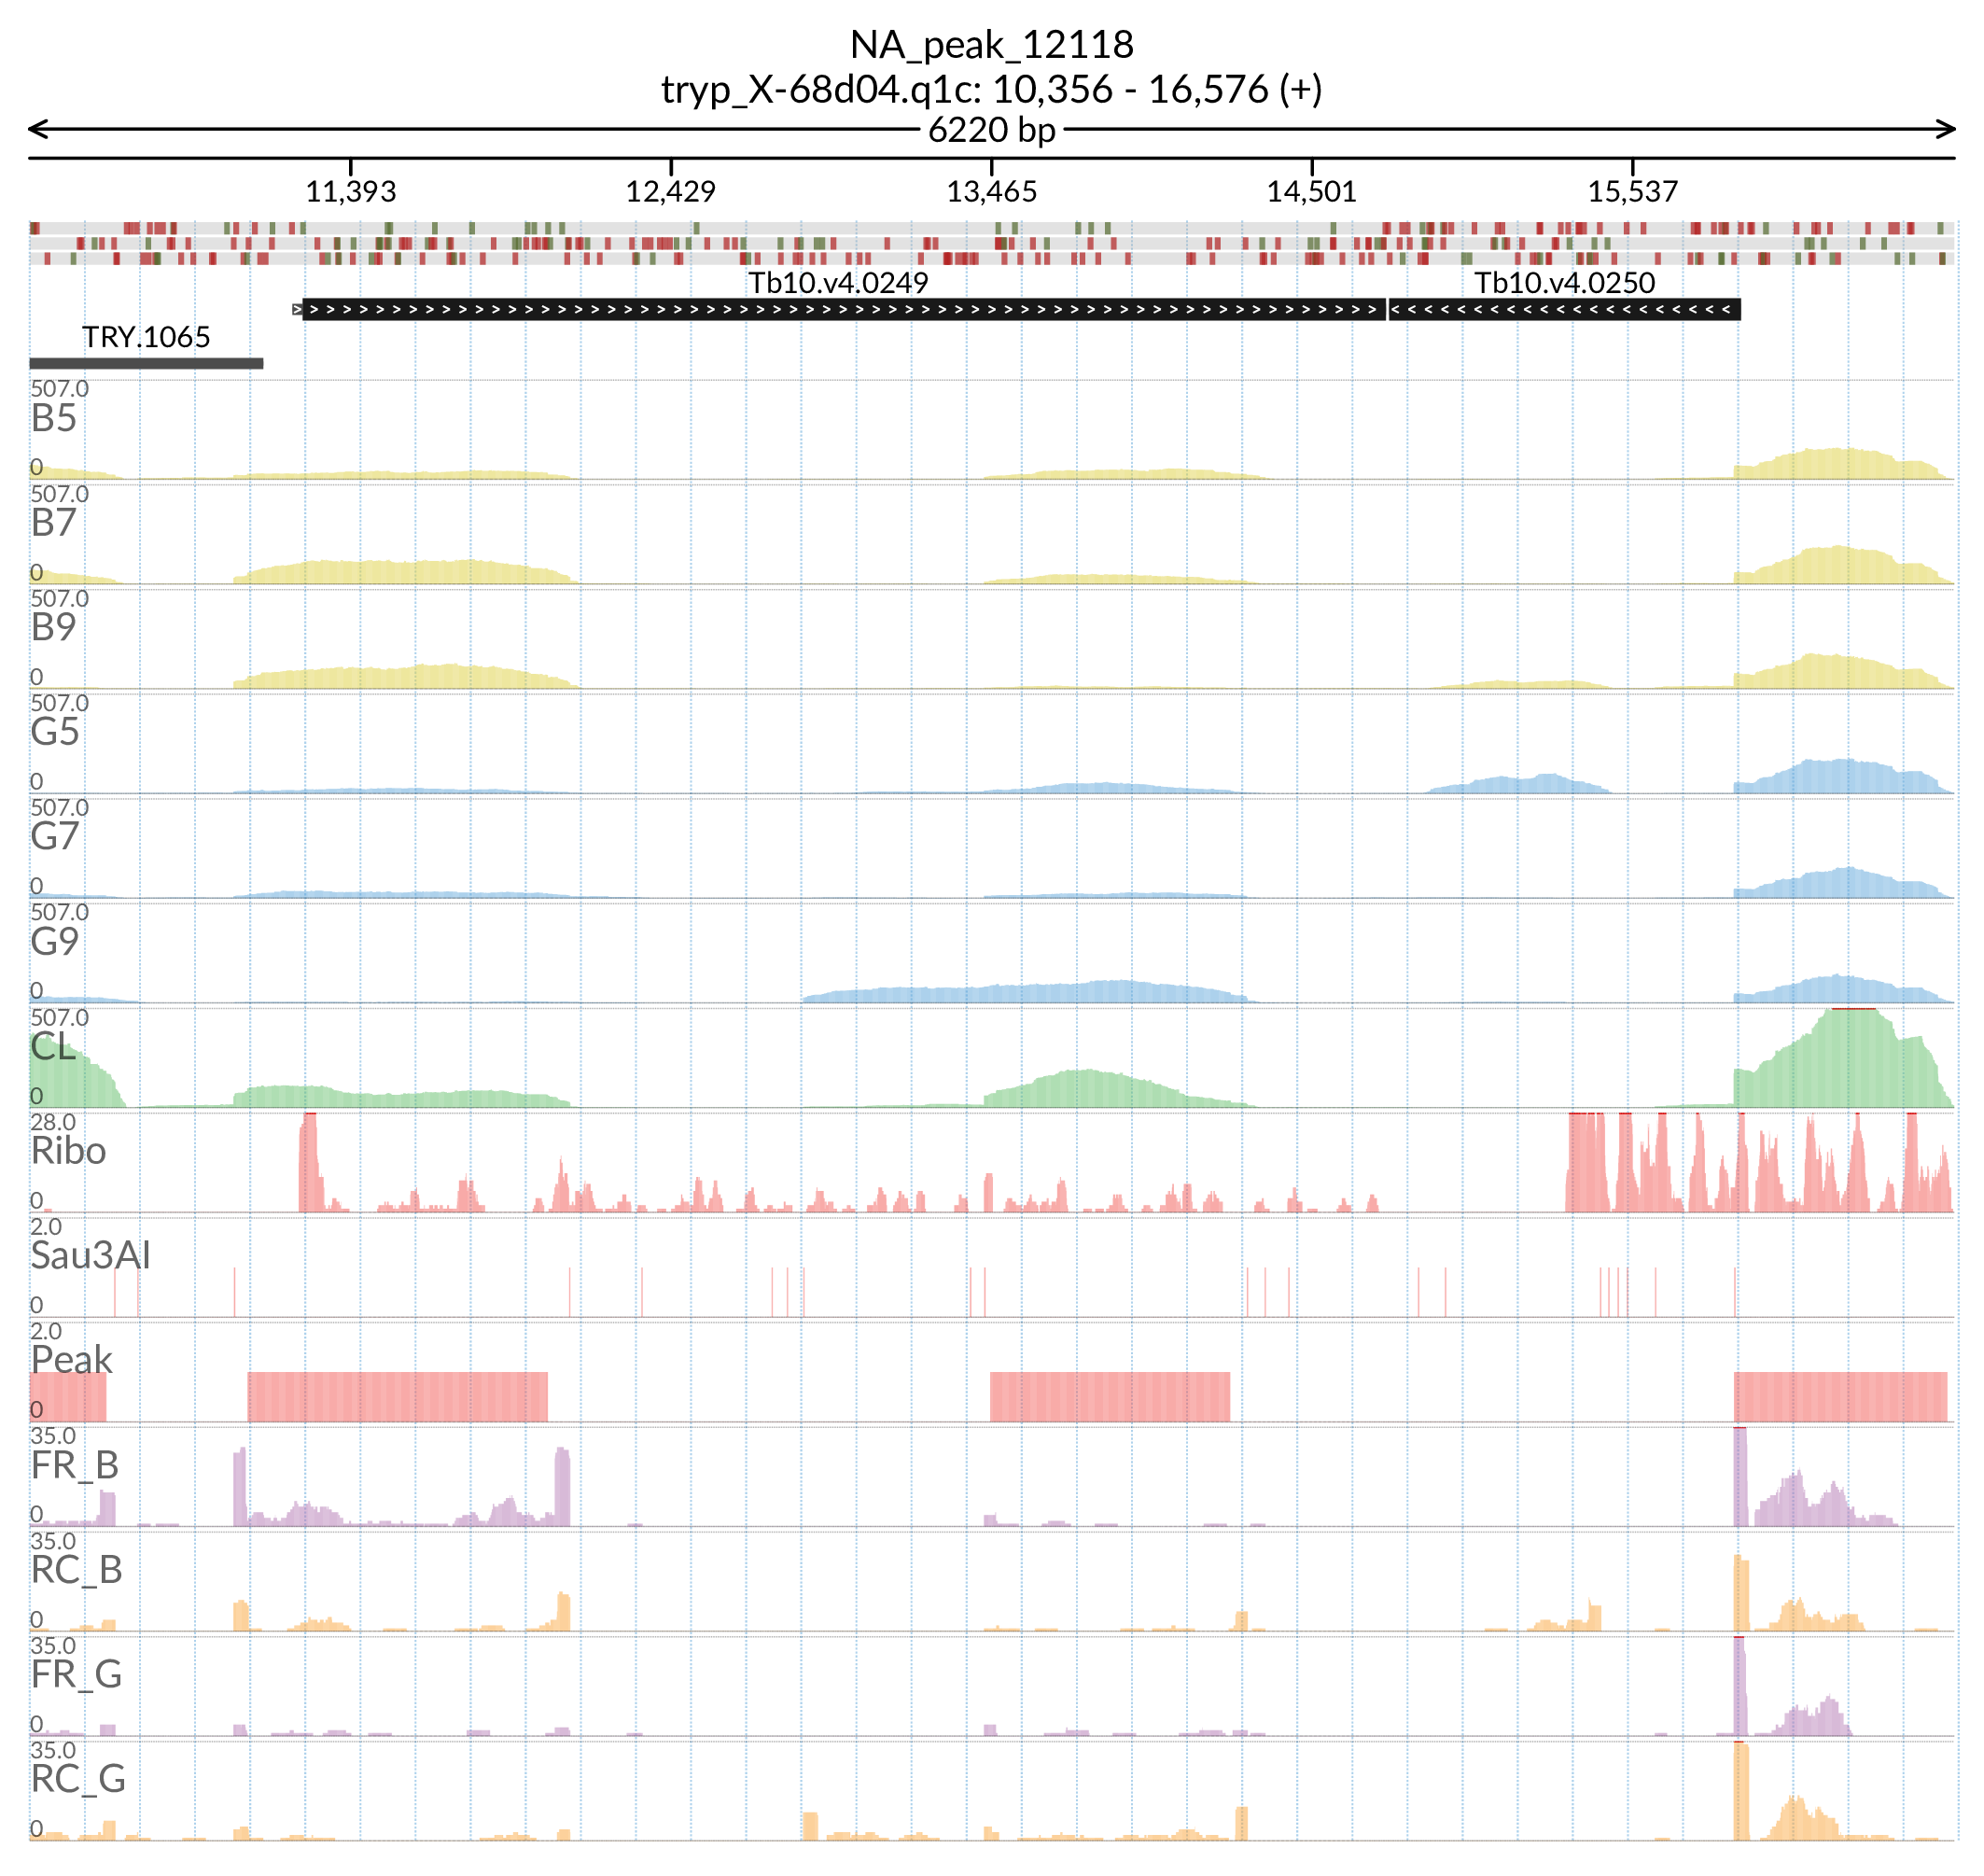 NA_peak_12118
tryp_X-68d04.q1c: 10,356 - 16,576 (+)
6220 bp
11,393 12,429 13,465 14,501 15,537
Tb10.v4.0249 Tb10.v4.0250
TRY.1065
507.0
B5
0
507.0
B7
0
507.0
B9
0
507.0
G5
0
507.0
G7
0
507.0
G9
0
507.0
CL
0
28.0
Ribo
0
2.0
Sau3AI
0
2.0
Peak
0
35.0
FR_B
0
35.0
RC_B
0
35.0
FR_G
0
35.0
RC_G
0